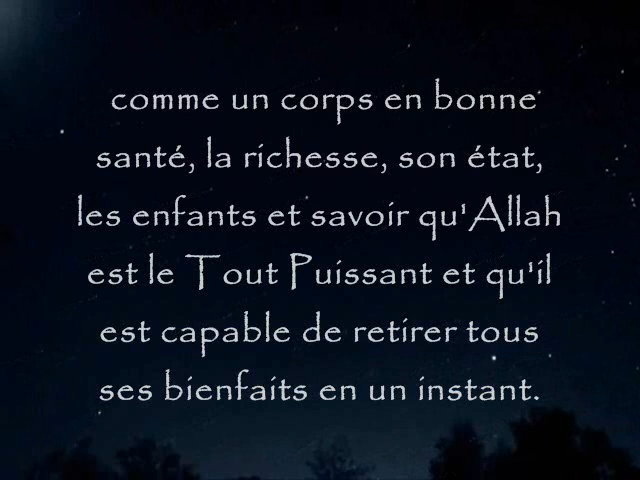 comme un corps en bonne
santé, la richesse, son état,
les enfants et savoir qu'Allah
est le Tout Puissant et qu'il
est capable de retirer tous
ses bienfaits en un instant.